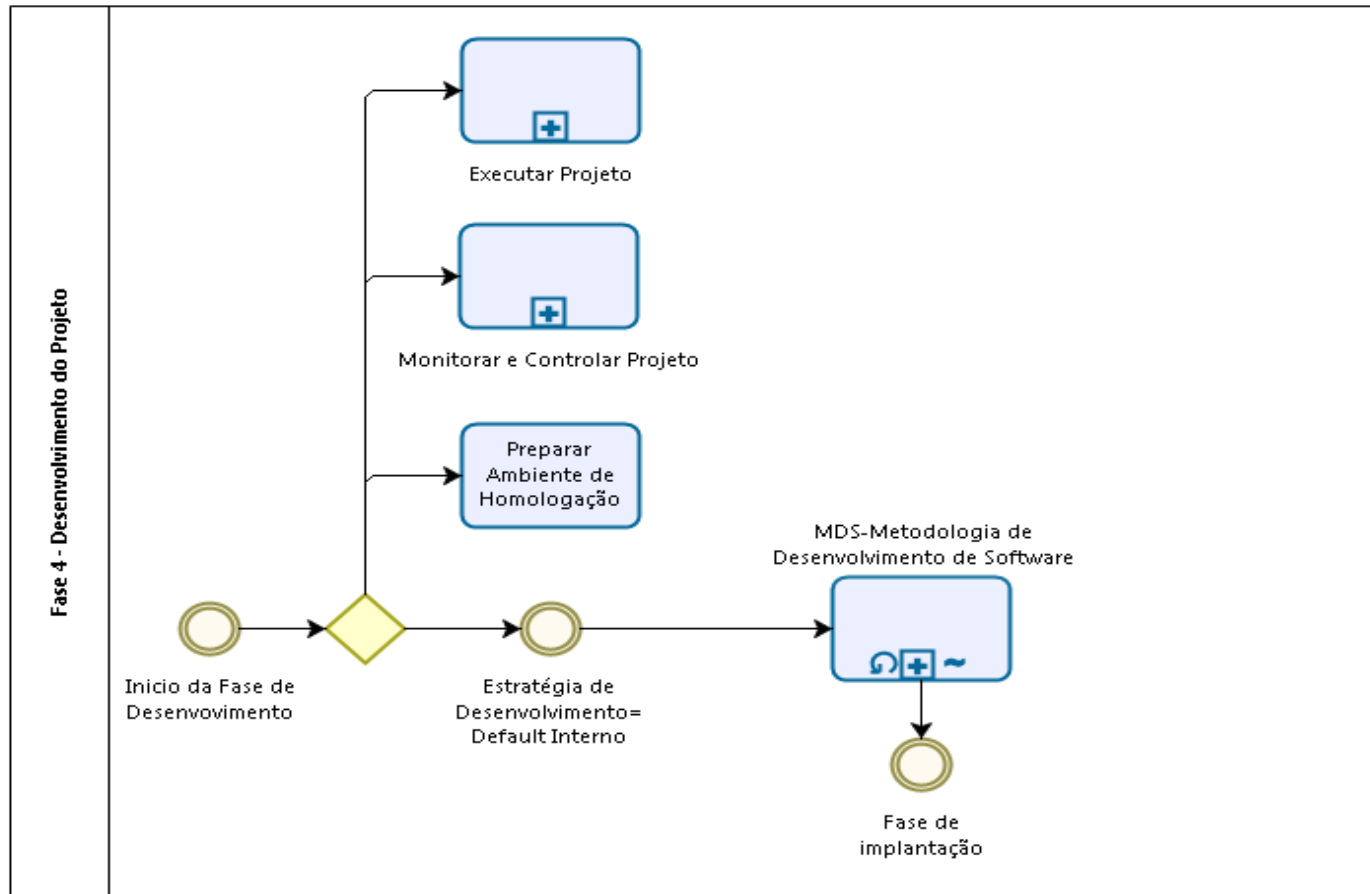 Fase 4 - Desenvolvimento do Projeto
Executar Projeto
Monitorar e Controlar Projeto
Preparar
Ambiente de
Homologação
MDS-Metodologia de
Desenvolvimento de Software
Inicio da Fase de
Desenvovimento
Estratégia de
Desenvolvimento=
Default Interno
Fase de
implantação